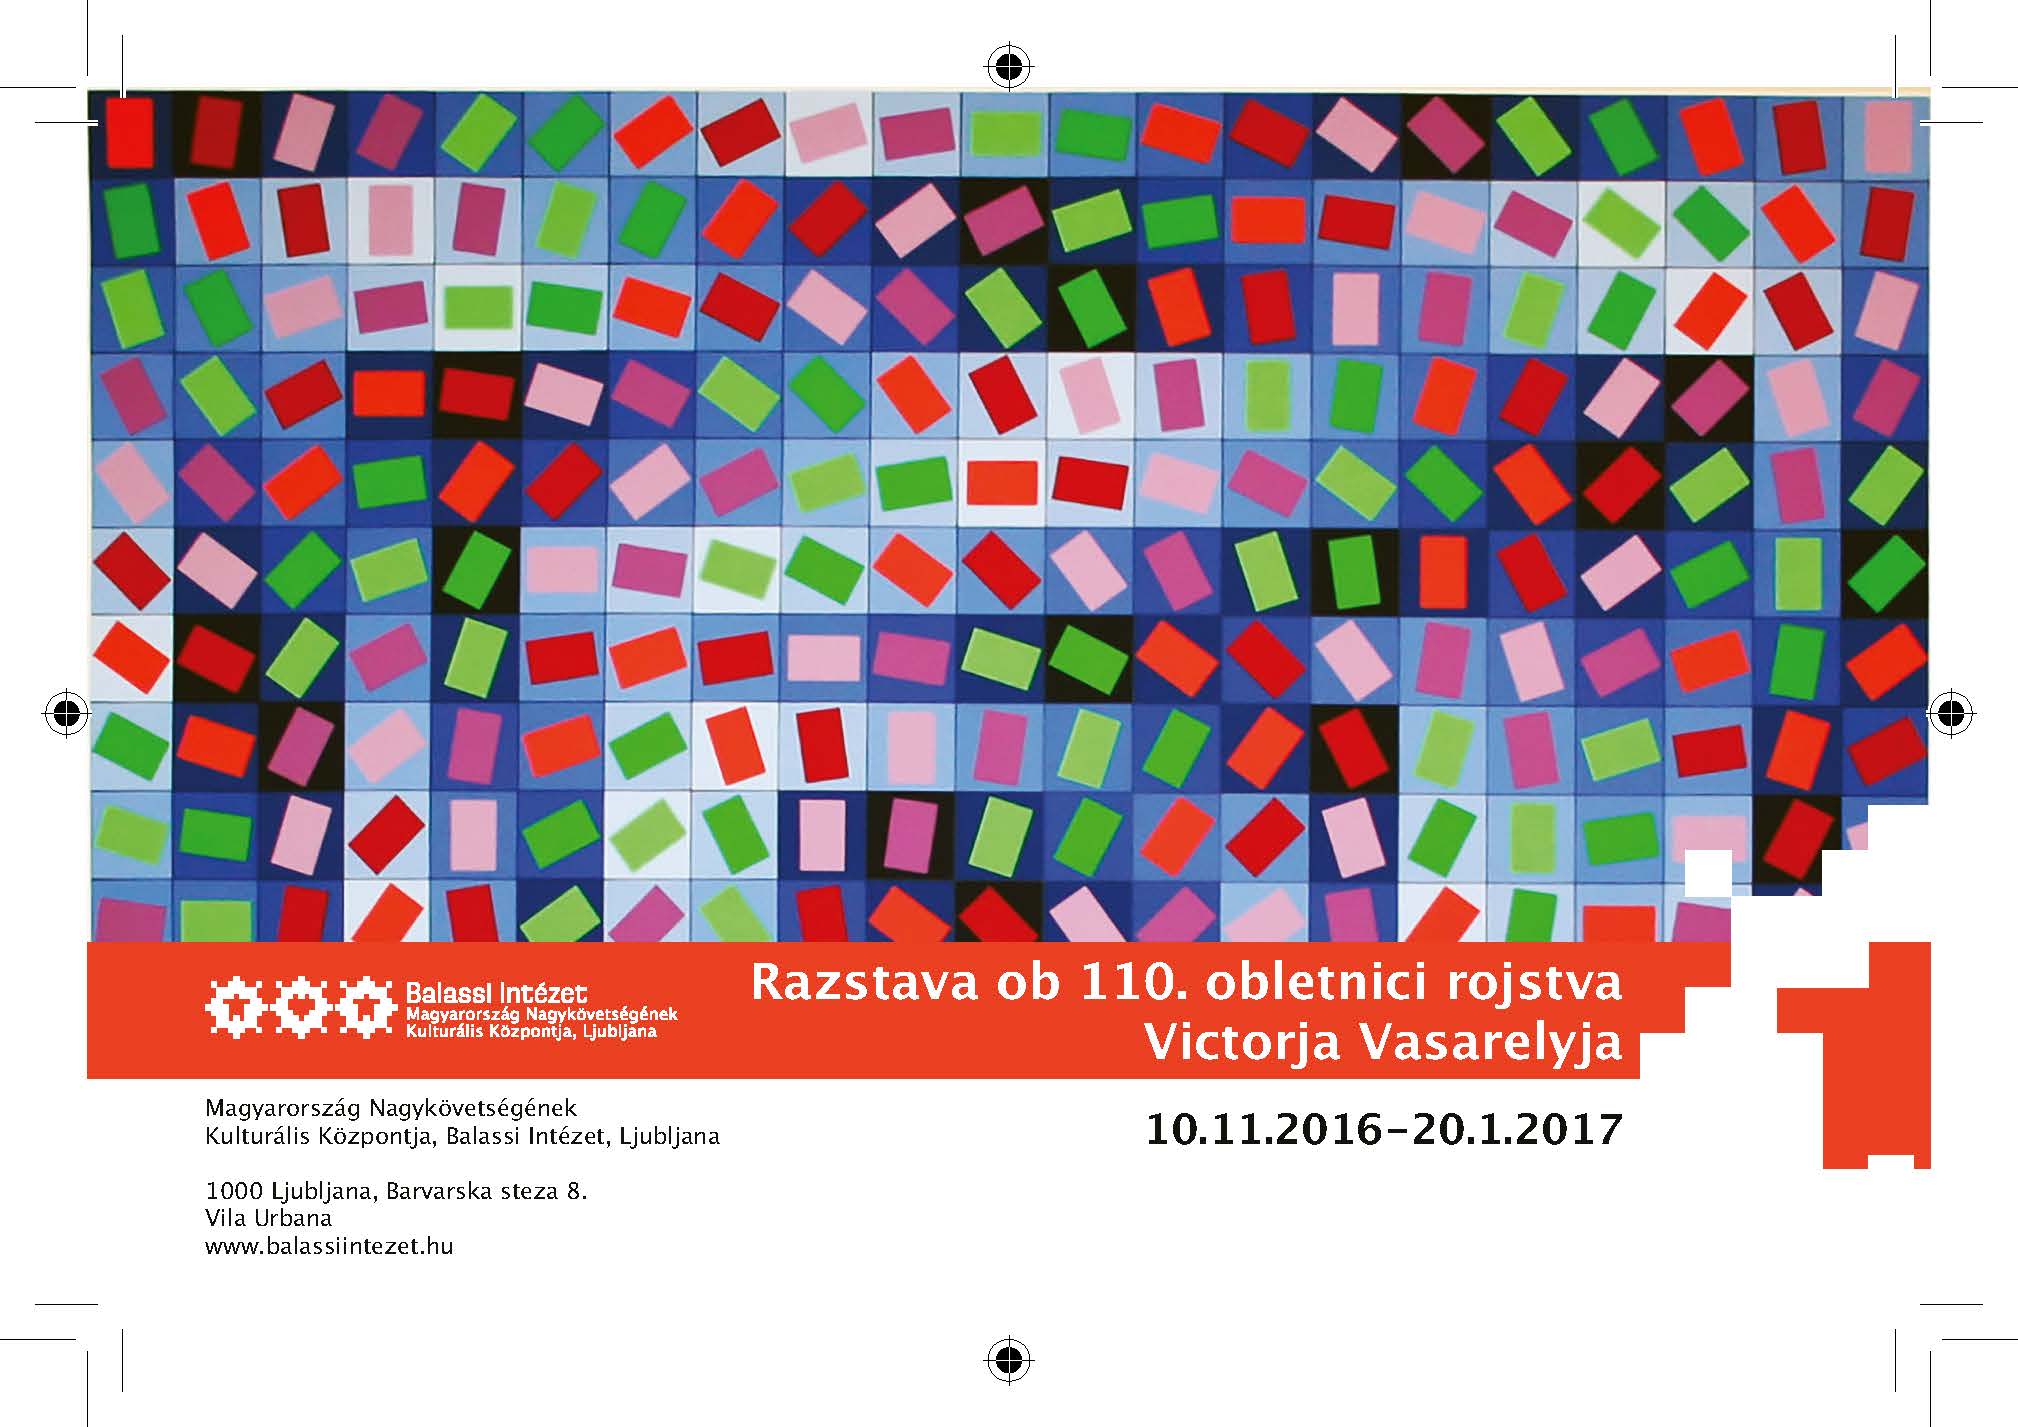 Balassi Intézet
Magyarország Nagykövetségének
Kulturális Központja, Ljubljana
Razstava ob 110. obletnici rojstva
Victorja Vasarelyja
Magyarország Nagykövetségének
Kulturális Központja, Balassi Intézet, Ljubljana
10.11.2016–20.1.2017
1000 Ljubljana, Barvarska steza 8.
Vila Urbana
www.balassiintezet.hu